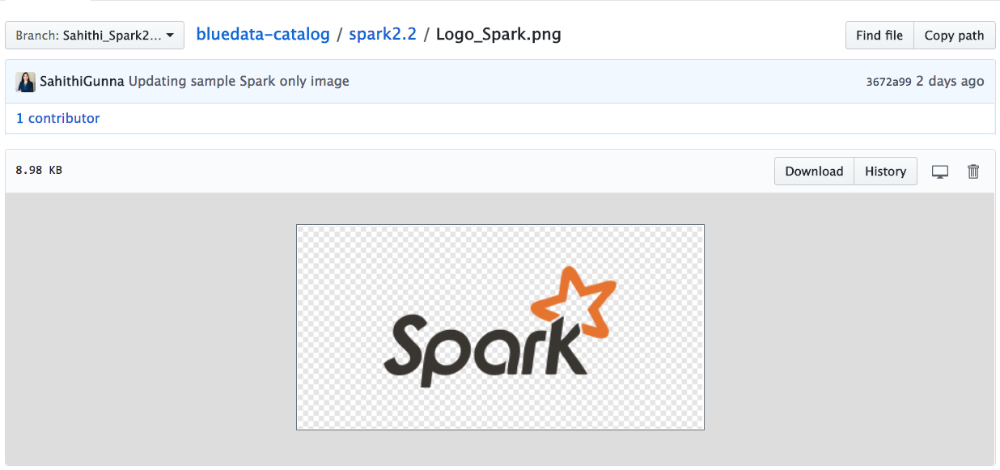 Branch: Sahithi_Spark2... bluedata-catalog / spark2.2 / Logo_Spark.png Find file Copy path
SahithiGunna Updating sample Spark only image 3672a99 2 days ago
1 contributor
8.98 KB Download History
Spark